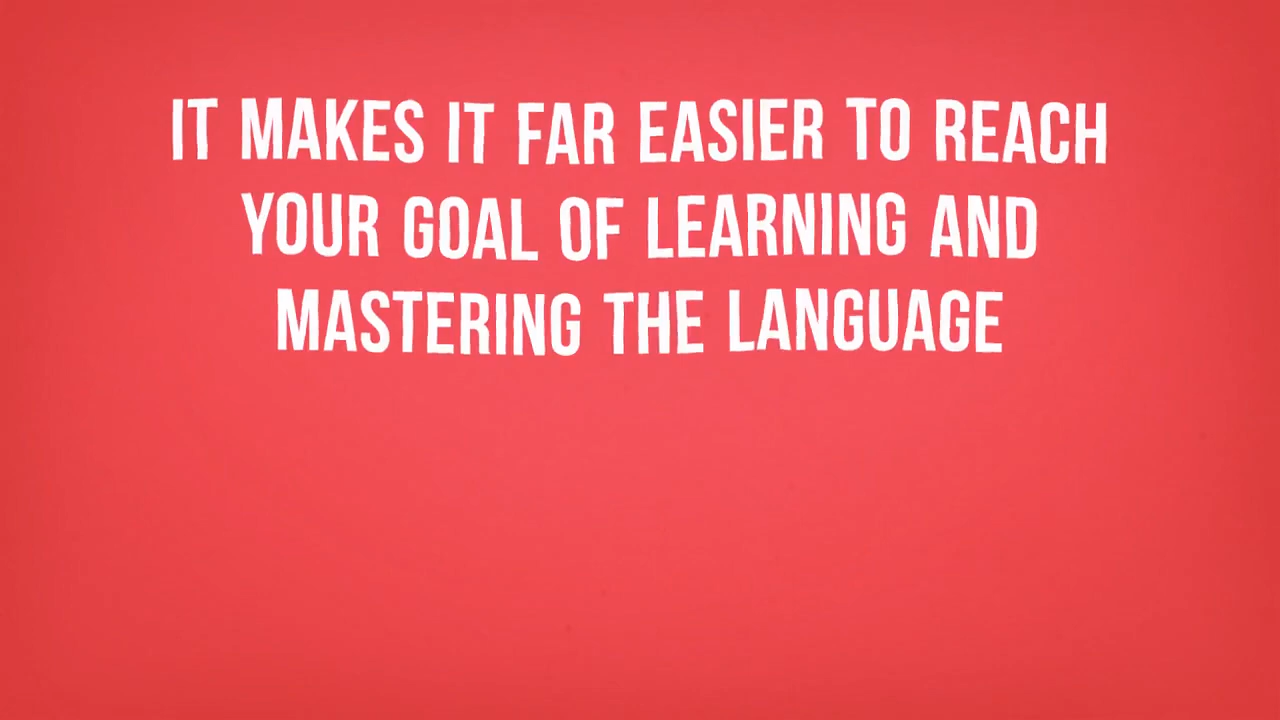 IT MAKES IT FAR EASIER TO REACH
YOUR GOAL OF LEARNING AND
MASTERING THE LANGUAGE